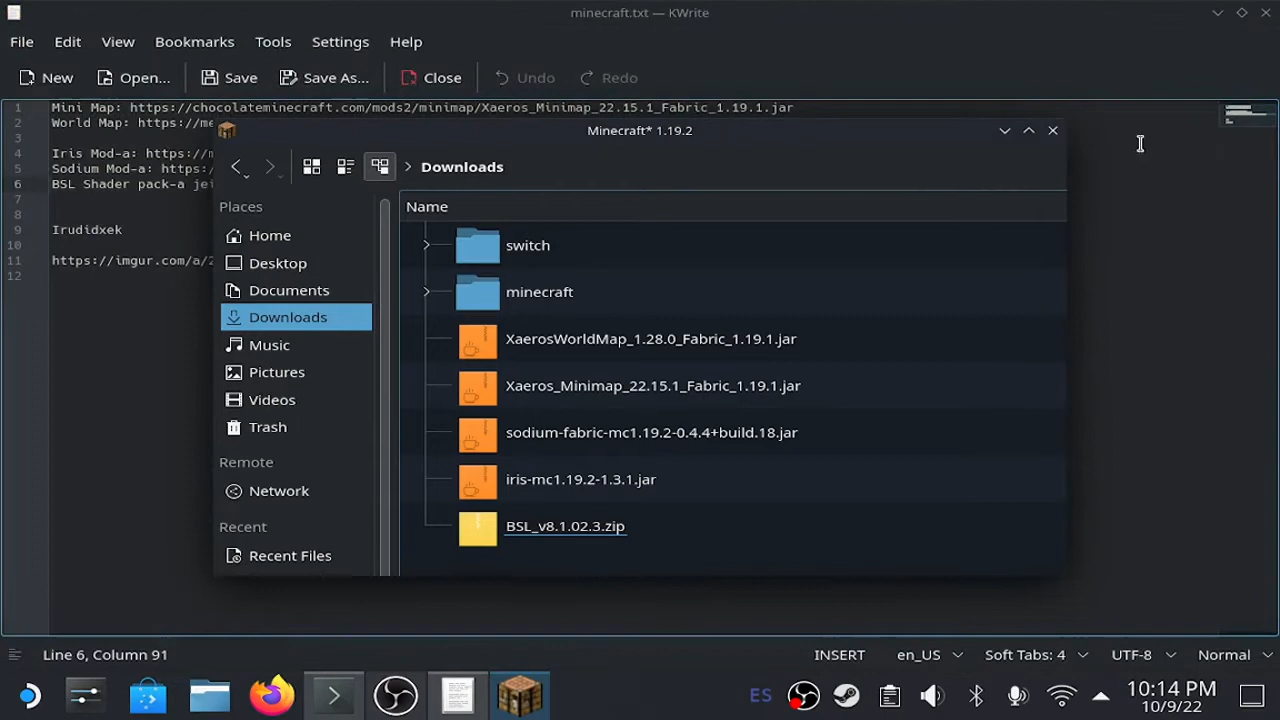 minecraft.txt — KWrite
File Edit View Bookmarks Tools Settings Help
New Open... Save Save As... Close Undo Redo
1 Mini Map: https://chocolateminecraft.com/mods2/minimap/Xaeros_Minimap_22.15.1_Fabric_1.19.1.jar
2 World Map: https://me
3
4 Iris Mod-a: https://m
5 Sodium Mod-a: https:/
6 BSL Shader pack-a jei
7
8
9 Irudidxek
10
11 https://imgur.com/a/2
12
Minecraft* 1.19.2
Downloads
Places
Home
Desktop
Documents
Downloads
Music
Pictures
Videos
Trash
Remote
Network
Recent
Recent Files
Name
switch
minecraft
XaerosWorldMap_1.28.0_Fabric_1.19.1.jar
Xaeros_Minimap_22.15.1_Fabric_1.19.1.jar
sodium-fabric-mc1.19.2-0.4.4+build.18.jar
iris-mc1.19.2-1.3.1.jar
BSL_v8.1.02.3.zip
Line 6, Column 91 INSERT en_US Soft Tabs: 4 UTF-8 Normal
ES
10:14 PM
10/9/22